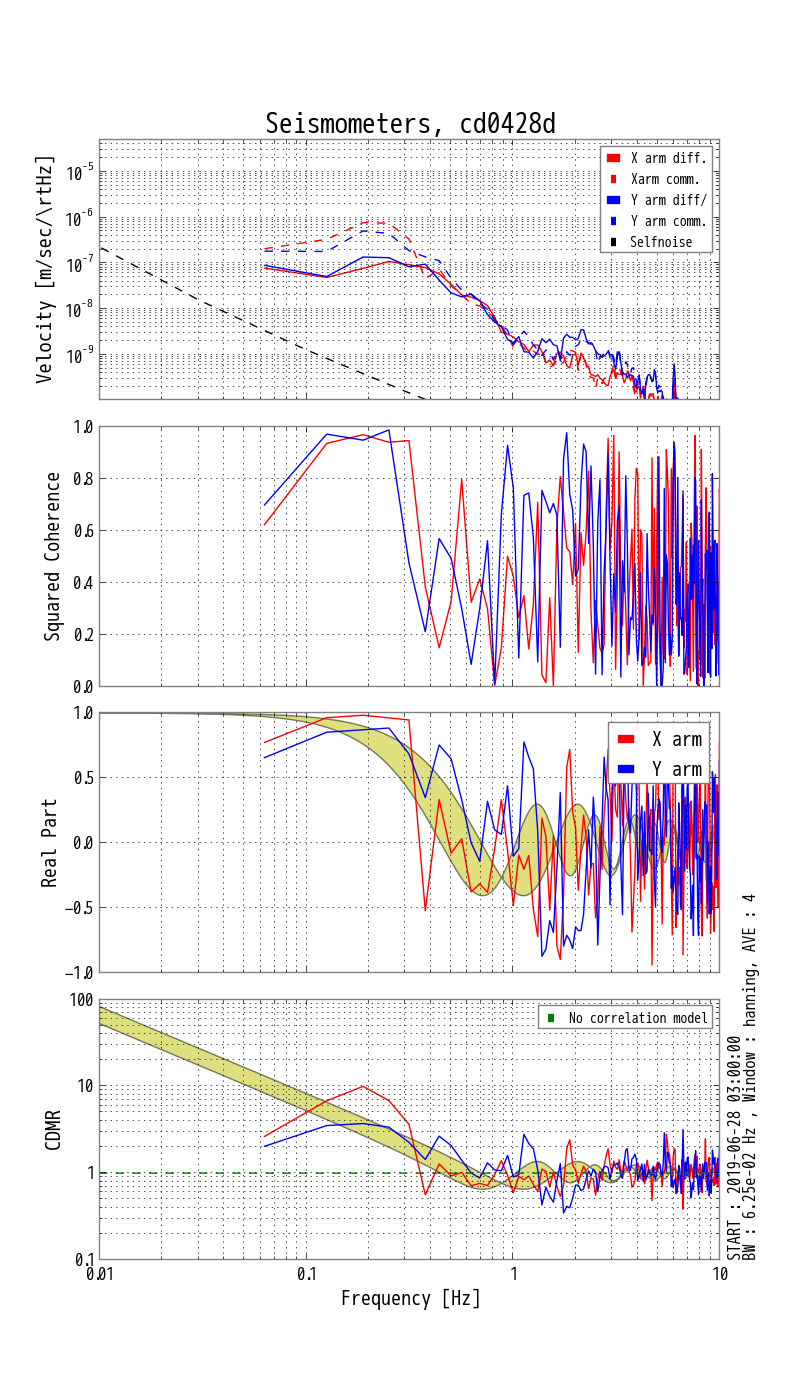 Seismometers, cd0428d
Velocity [m/sec/\rtHz]
10^-5
10^-6
10^-7
10^-8
10^-9
X arm diff.
Xarm comm.
Y arm diff/
Y arm comm.
Selfnoise
Squared Coherence
1.0
0.8
0.6
0.4
0.2
0.0
Real Part
1.0
0.5
0.0
−0.5
−1.0
X arm
Y arm
CDMR
100
10
1
0.1
No correlation model
0.01
0.1
1
10
Frequency [Hz]
START : 2019-06-28 03:00:00
BW : 6.25e-02 Hz , Window : hanning, AVE : 4